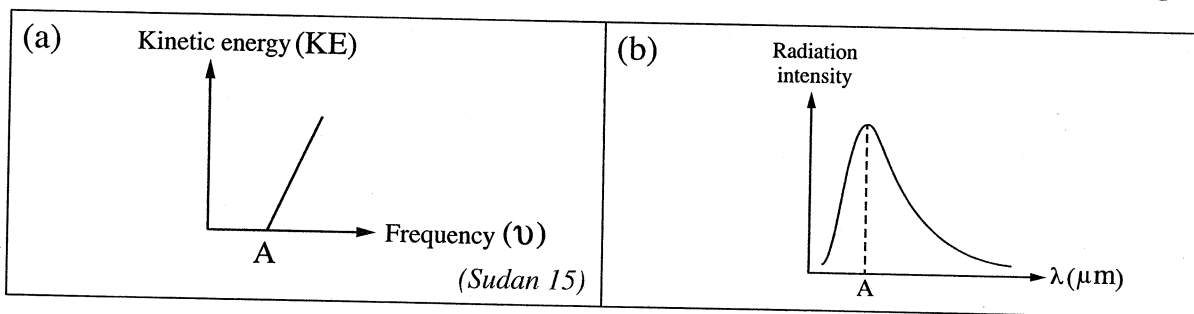 (a)
Kinetic energy (KE)
A
Frequency (υ)
(Sudan 15)
(b)
Radiation
intensity
A
λ(μm)